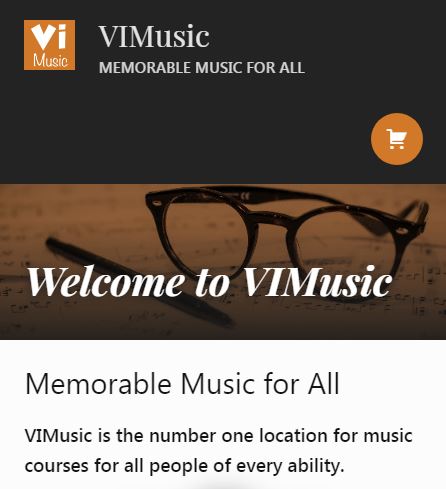 Vi
Music
VIMusic
MEMORABLE MUSIC FOR ALL
Welcome to VIMusic
Memorable Music for All
VIMusic is the number one location for music
courses for all people of every ability.